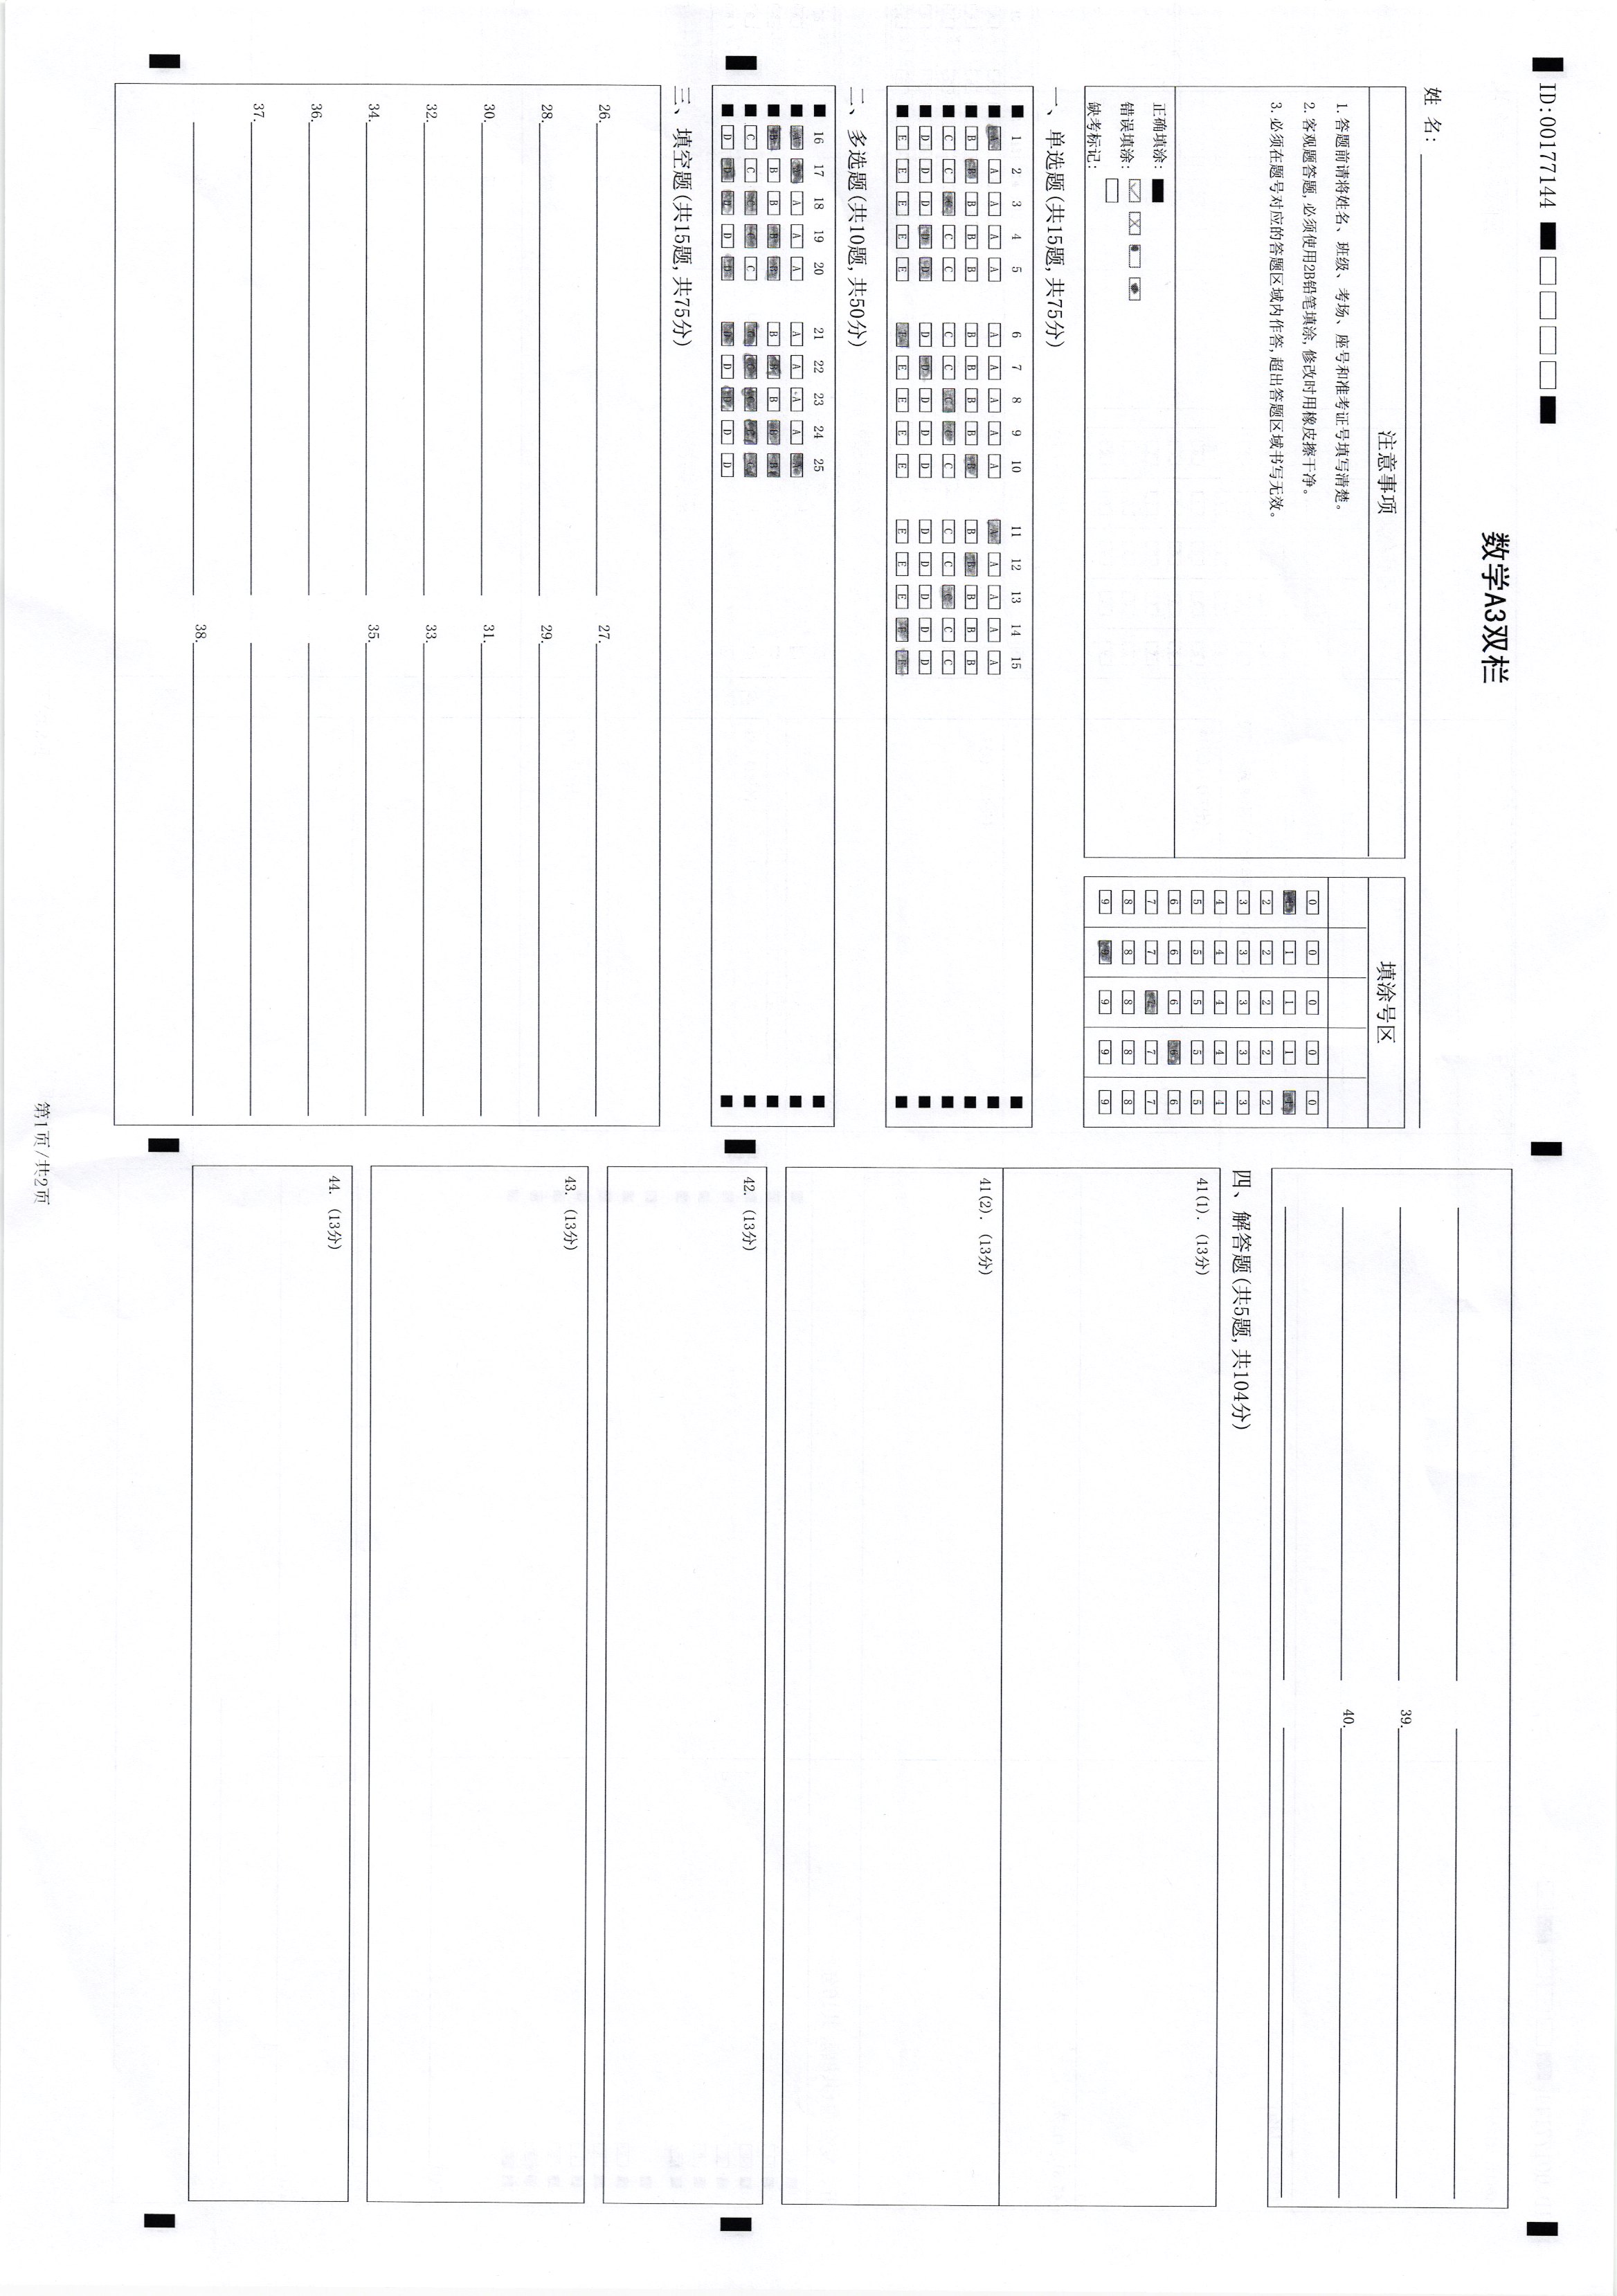 ID:00177144
数学A3双栏
姓 名:
注意事项
1.答题前请将姓名、班级、考场、座号和准考证号填写清楚。
2.客观题答题,必须使用2B铅笔填涂,修改时用橡皮擦干净。
3.必须在题号对应的答题区域内作答,超出答题区域书写无效。
正确填涂:
错误填涂:
缺考标记:
填涂号区
0 0 0 0 0
1 1 1 1 1
2 2 2 2 2
3 3 3 3 3
4 4 4 4 4
5 5 5 5 5
6 6 6 6 6
7 7 7 7 7
8 8 8 8 8
9 9 9 9 9
一、单选题(共15题,共75分)
1 2 3 4 5 6 7 8 9 10 11 12 13 14 15
A A A A A A A A A A A A A A A
B B B B B B B B B B B B B B B
C C C C C C C C C C C C C C C
D D D D D D D D D D D D D D D
E E E E E E E E E E E E E E E
二、多选题(共10题,共50分)
16 17 18 19 20 21 22 23 24 25
A A A A A A A A A A
B B B B B B B B B B
C C C C C C C C C C
D D D D D D D D D D
三、填空题(共15题,共75分)
26. 27.
28. 29.
30. 31.
32. 33.
34. 35.
36.
37.
38.
39.
40.
四、解答题(共5题,共104分)
41(1). (13分)
41(2). (13分)
42. (13分)
43. (13分)
44. (13分)
第1页/共2页